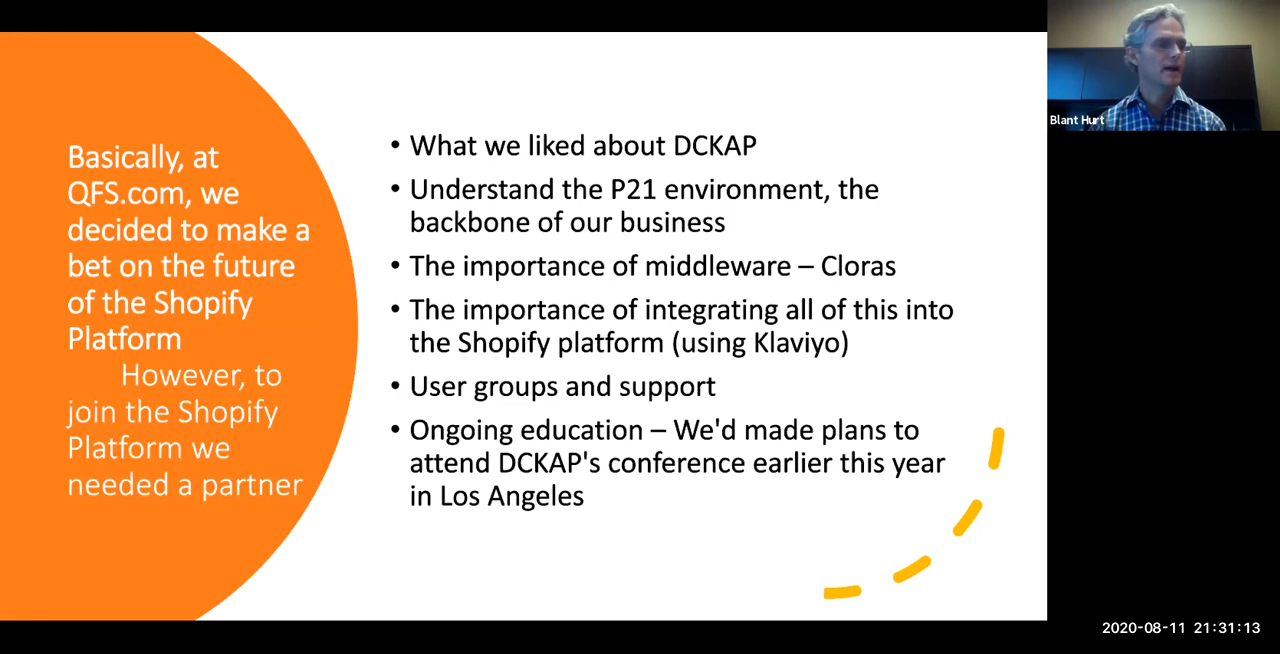 Basically, at
QFS.com, we
decided to make a
bet on the future
of the Shopify
Platform
However, to
join the Shopify
Platform we
needed a partner
• What we liked about DCKAP
• Understand the P21 environment, the
backbone of our business
• The importance of middleware – Cloras
• The importance of integrating all of this into
the Shopify platform (using Klaviyo)
• User groups and support
• Ongoing education – We'd made plans to
attend DCKAP's conference earlier this year
in Los Angeles
Blant Hurt
2020-08-11 21:31:13